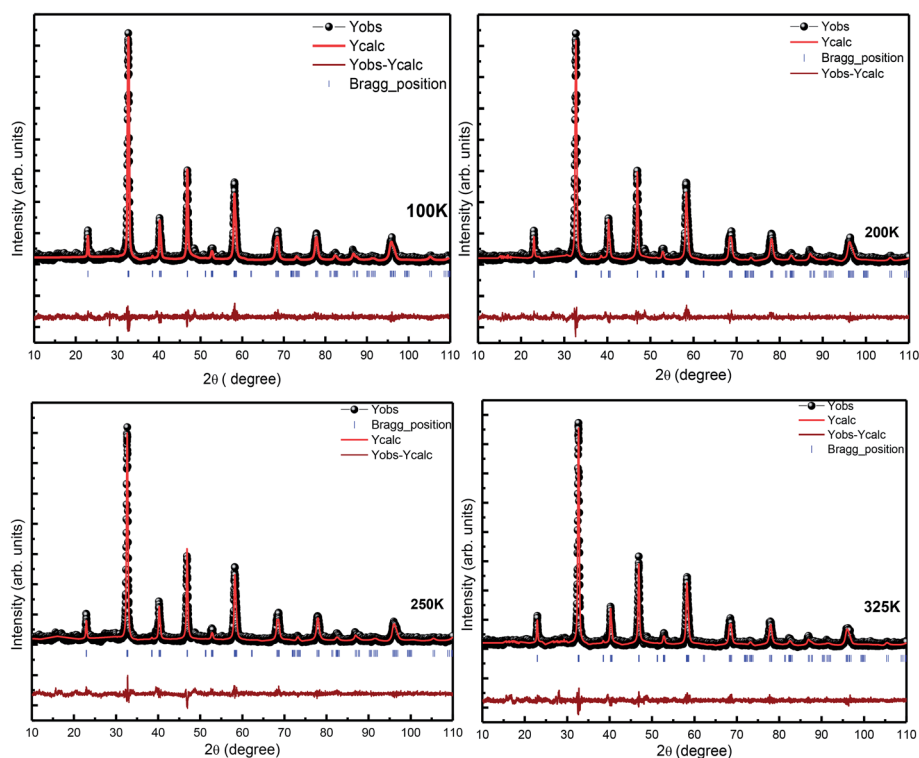 Yobs
Ycalc
Yobs-Ycalc
Bragg_position
100K
Intensity (arb. units)
10 20 30 40 50 60 70 80 90 100 110
2θ ( degree)
Yobs
Ycalc
Bragg_position
Yobs-Ycalc
200K
Intensity (arb. units)
10 20 30 40 50 60 70 80 90 100 110
2θ (degree)
Yobs
Bragg_position
Ycalc
Yobs-Ycalc
250K
Intensity (arb. units)
10 20 30 40 50 60 70 80 90 100 110
2θ (degree)
Yobs
Ycalc
Yobs-Ycalc
Bragg_position
325K
Intensity (arb. units)
10 20 30 40 50 60 70 80 90 100 110
2θ (degree)